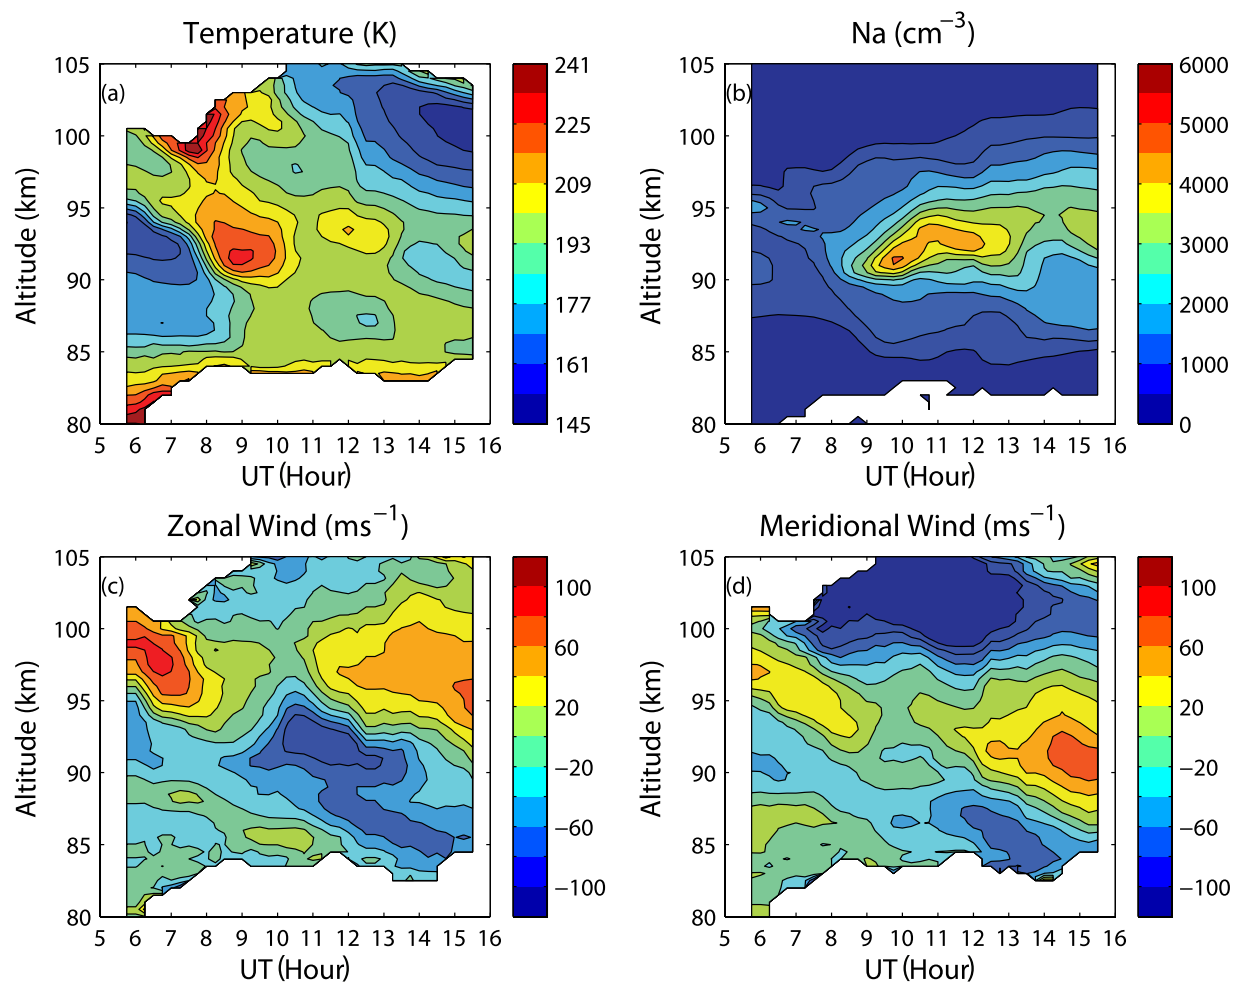 Temperature (K)
Na (cm−3)
(a)
(b)
105
100
95
90
85
80
Altitude (km)
5 6 7 8 9 10 11 12 13 14 15 16
UT (Hour)
241
225
209
193
177
161
145
105
100
95
90
85
80
Altitude (km)
5 6 7 8 9 10 11 12 13 14 15 16
UT (Hour)
6000
5000
4000
3000
2000
1000
0
Zonal Wind (ms−1)
Meridional Wind (ms−1)
(c)
(d)
105
100
95
90
85
80
Altitude (km)
5 6 7 8 9 10 11 12 13 14 15 16
UT (Hour)
100
60
20
−20
−60
−100
105
100
95
90
85
80
Altitude (km)
5 6 7 8 9 10 11 12 13 14 15 16
UT (Hour)
100
60
20
−20
−60
−100